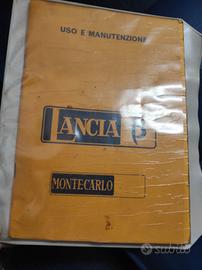 USO E MANUTENZIONE
LANCIA β
MONTECARLO
subito